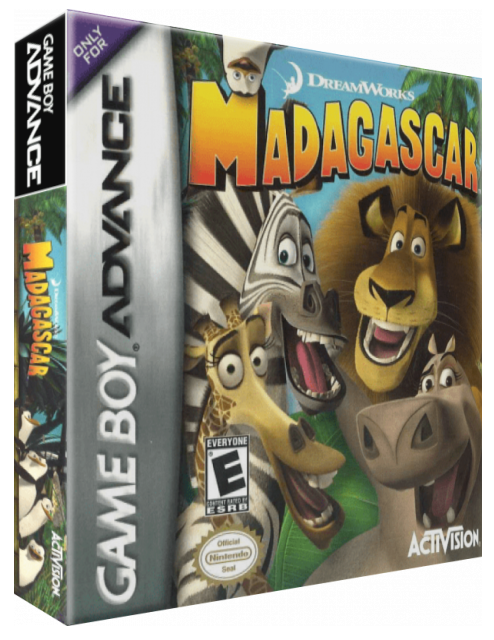 GAME BOY
ADVANCE
DREAMWORKS
MADAGASCAR
ACTIVISION
ONLY
FOR
GAME BOY ADVANCE
DREAMWORKS
MADAGASCAR
EVERYONE
E
CONTENT RATED BY
ESRB
Official
Nintendo
Seal
ACTIVISION